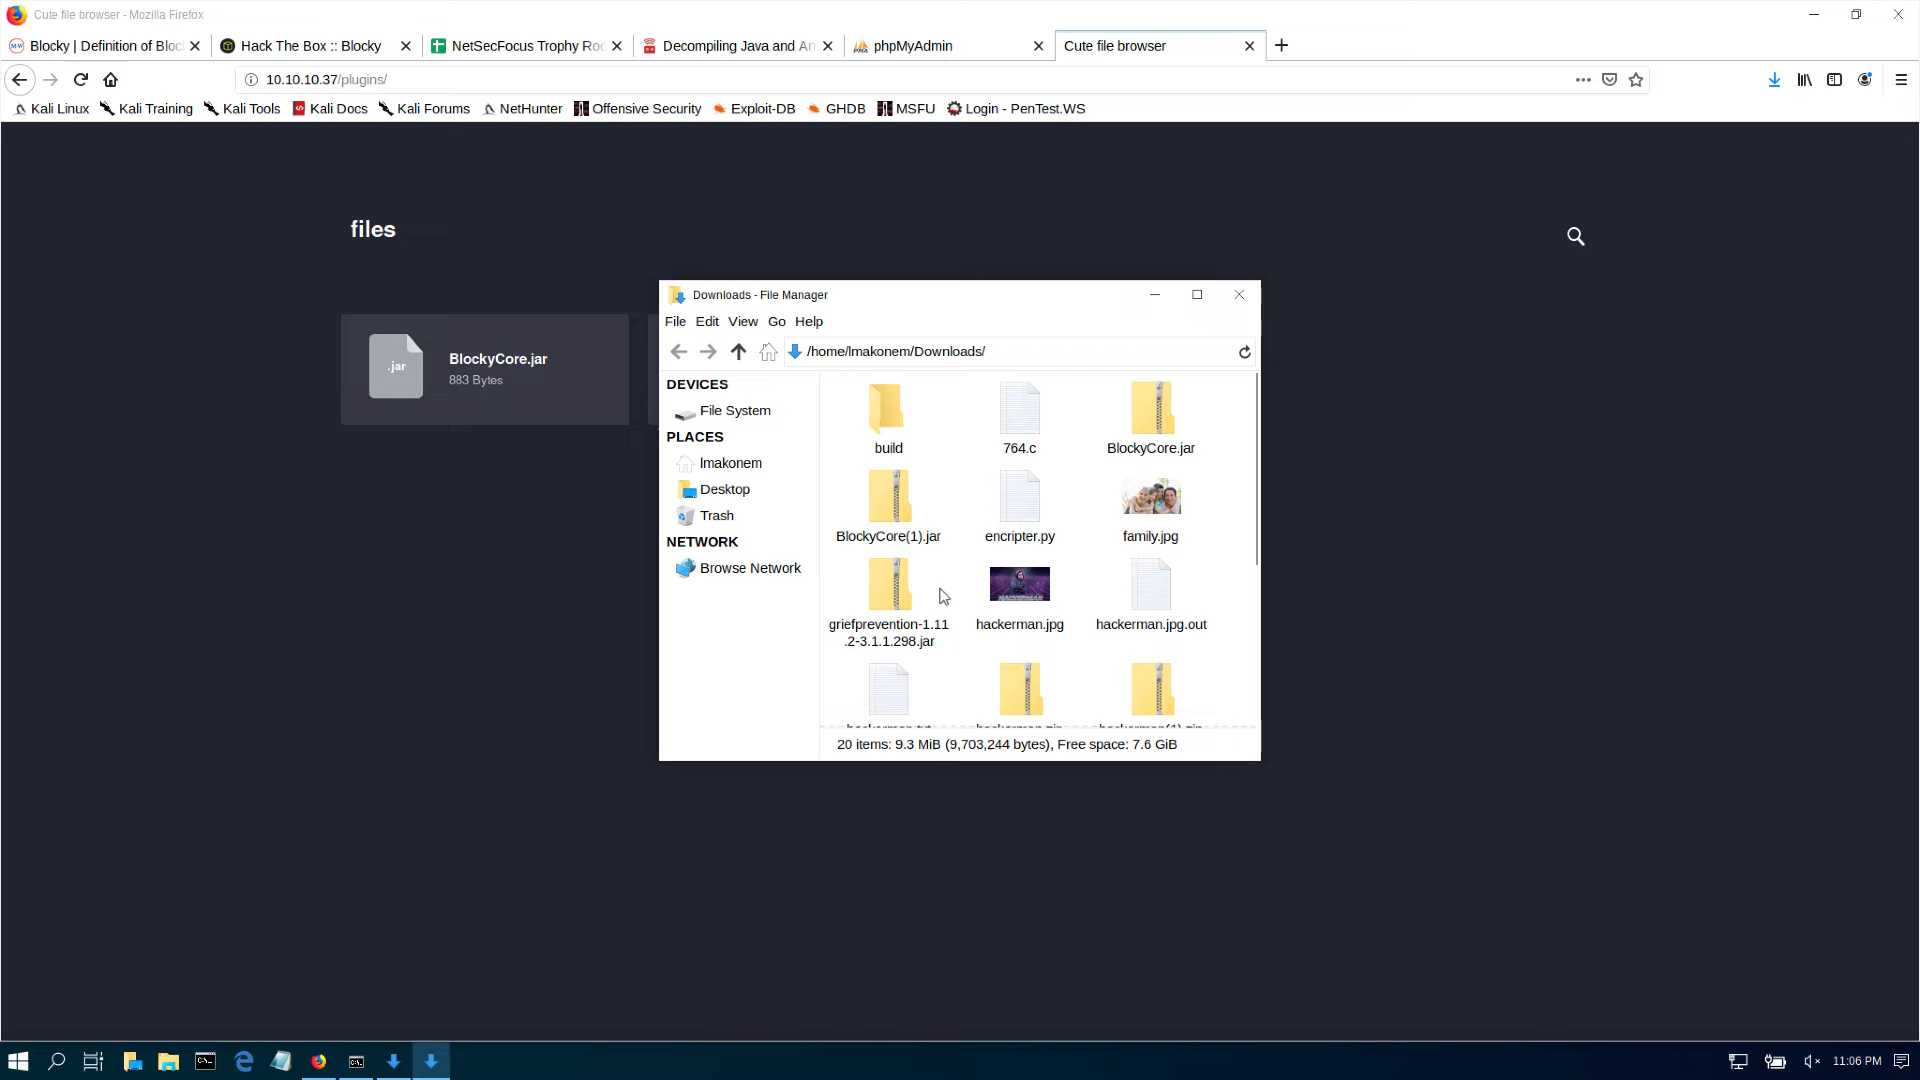 Cute file browser - Mozilla Firefox
Blocky | Definition of Bloc
Hack The Box :: Blocky
NetSecFocus Trophy Roo
Decompiling Java and An
phpMyAdmin
Cute file browser
10.10.10.37/plugins/
Kali Linux
Kali Training
Kali Tools
Kali Docs
Kali Forums
NetHunter
Offensive Security
Exploit-DB
GHDB
MSFU
Login - PenTest.WS
files
.jar
BlockyCore.jar
883 Bytes
Downloads - File Manager
File Edit View Go Help
/home/lmakonem/Downloads/
DEVICES
File System
PLACES
lmakonem
Desktop
Trash
NETWORK
Browse Network
build
764.c
BlockyCore.jar
BlockyCore(1).jar
encripter.py
family.jpg
griefprevention-1.11
.2-3.1.1.298.jar
hackerman.jpg
hackerman.jpg.out
20 items: 9.3 MiB (9,703,244 bytes), Free space: 7.6 GiB
11:06 PM